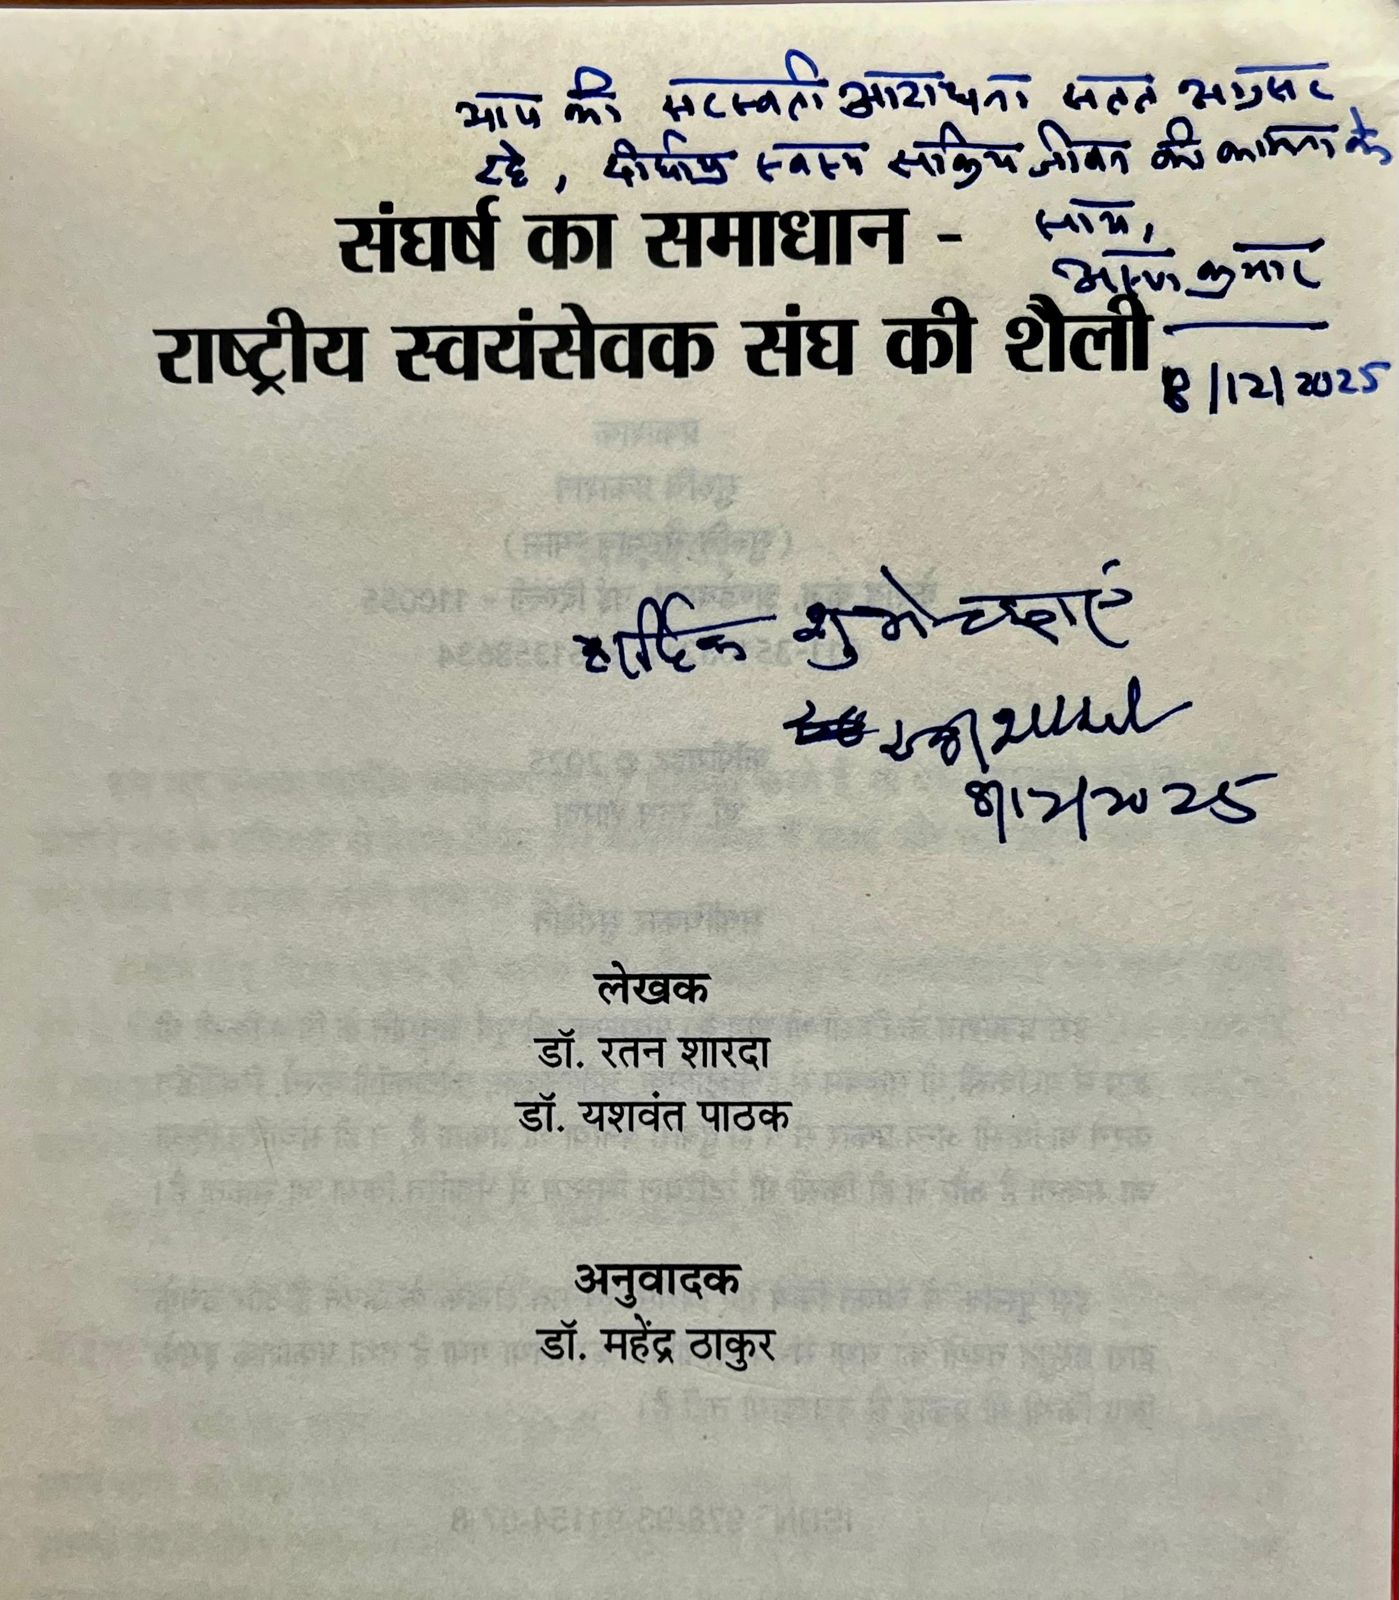 आप की सरस्वती आराधना सतत अग्रसर
रहे, दीर्घायु स्वस्थ सक्रिय जीवन की कामना के
साथ,
कुमार
8/12/2025
संघर्ष का समाधान -
राष्ट्रीय स्वयंसेवक संघ की शैली
हार्दिक शुभेच्छाएं
8/12/2025
लेखक
डॉ. रतन शारदा
डॉ. यशवंत पाठक
अनुवादक
डॉ. महेंद्र ठाकुर